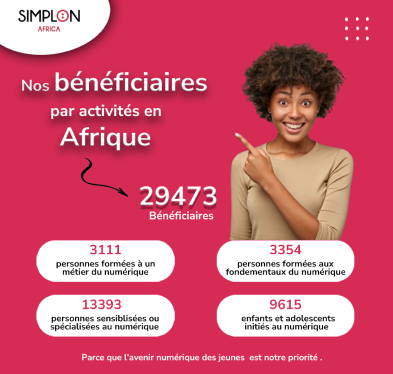 SIMPLON
AFRICA
Nos bénéficiaires
par activités en
Afrique
29473
Bénéficiaires
3111
personnes formées à un
métier du numérique
3354
personnes formées aux
fondementaux du numérique
13393
personnes sensiblisées ou
spécialisées au numérique
9615
enfants et adolescents
initiés au numérique
Parce que l'avenir numérique des jeunes est notre priorité .